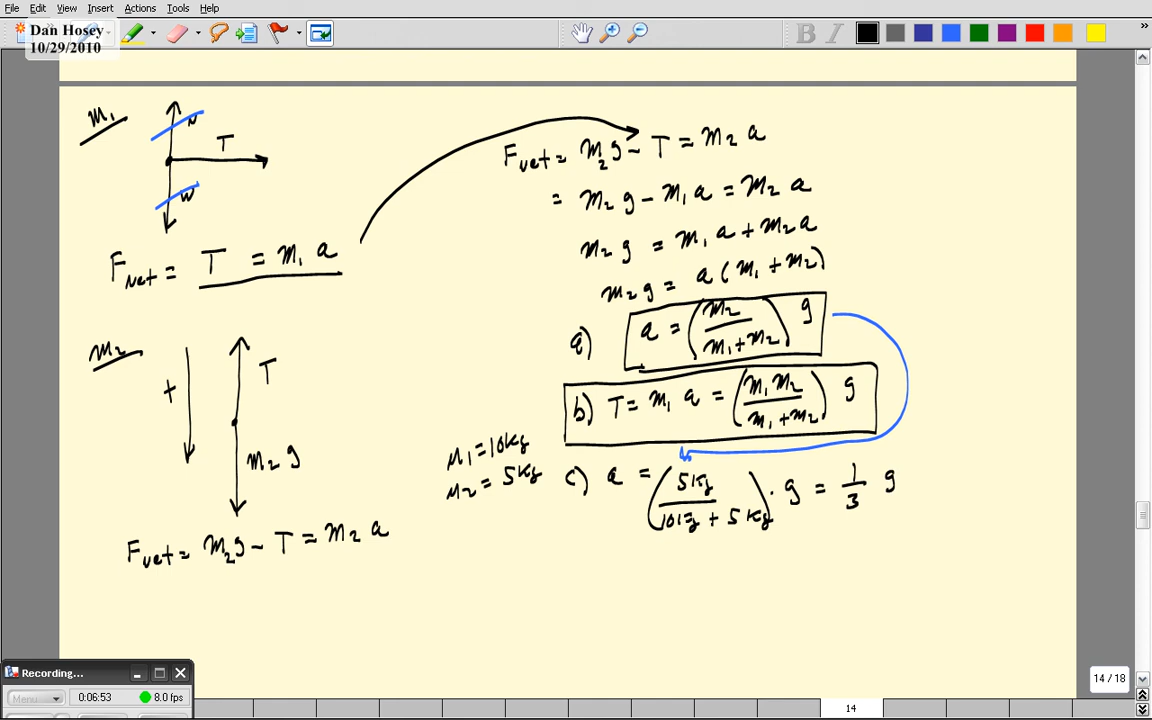 File Edit View Insert Actions Tools Help
Dan Hosey
10/29/2010
B I
m₁
N
T
W
Fnet = T = m₁ a
m₂
+
T
m₂ g
Fnet = m₂g - T = m₂ a
Fnet = m₂g - T = m₂ a
= m₂ g - m₁ a = m₂ a
m₂ g = m₁ a + m₂ a
m₂ g = a (m₁ + m₂)
a) a = (m₂ / m₁ + m₂) g
b) T = m₁ a = (m₁ m₂ / m₁ + m₂) g
M₁ = 10kg
M₂ = 5kg
c) a = (5kg / 10kg + 5kg) · g = 1/3 g
Recording...
Menu 0:06:53 8.0 fps
14 / 18
14